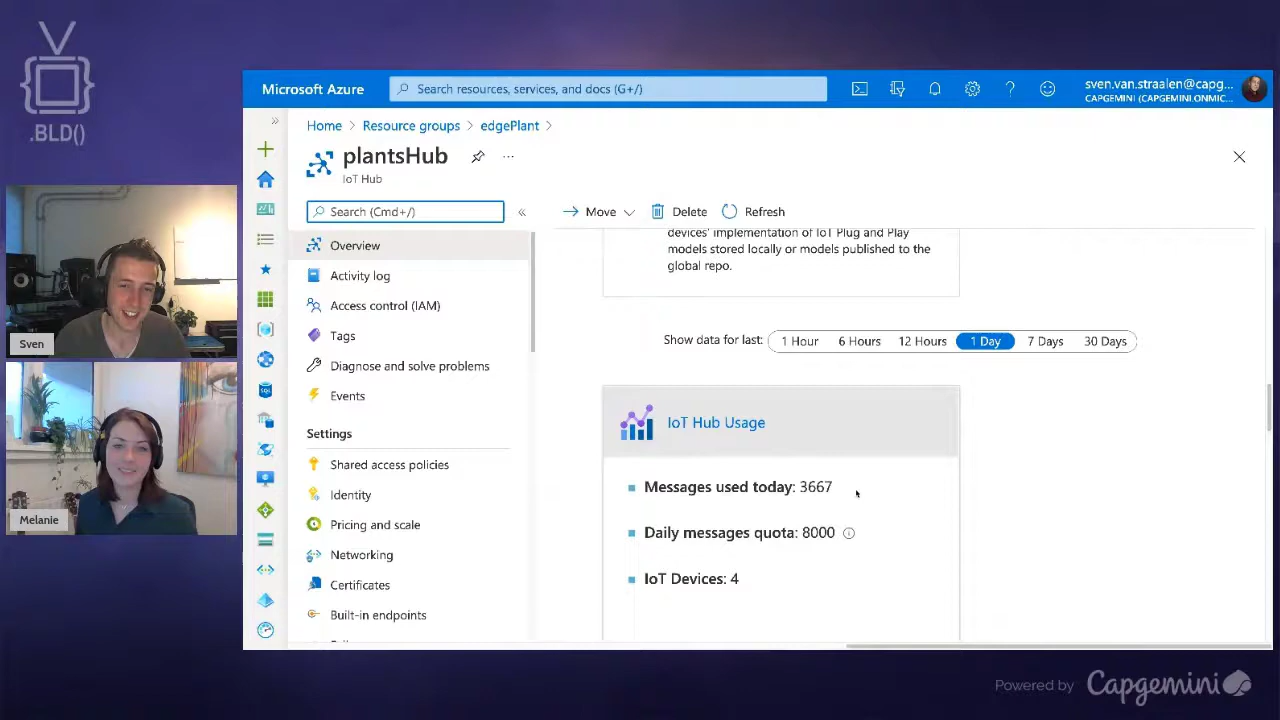 .BLD()
Microsoft Azure
Search resources, services, and docs (G+/)
sven.van.straalen@capg...
CAPGEMINI (CAPGEMINI.ONMIC...
Home > Resource groups > edgePlant >
plantsHub
IoT Hub
Search (Cmd+/)
Move
Delete
Refresh
Overview
Activity log
Access control (IAM)
Tags
Diagnose and solve problems
Events
Settings
Shared access policies
Identity
Pricing and scale
Networking
Certificates
Built-in endpoints
devices' implementation of IoT Plug and Play
models stored locally or models published to the
global repo.
Show data for last:
1 Hour
6 Hours
12 Hours
1 Day
7 Days
30 Days
IoT Hub Usage
Messages used today: 3667
Daily messages quota: 8000
IoT Devices: 4
Sven
Melanie
Powered by Capgemini